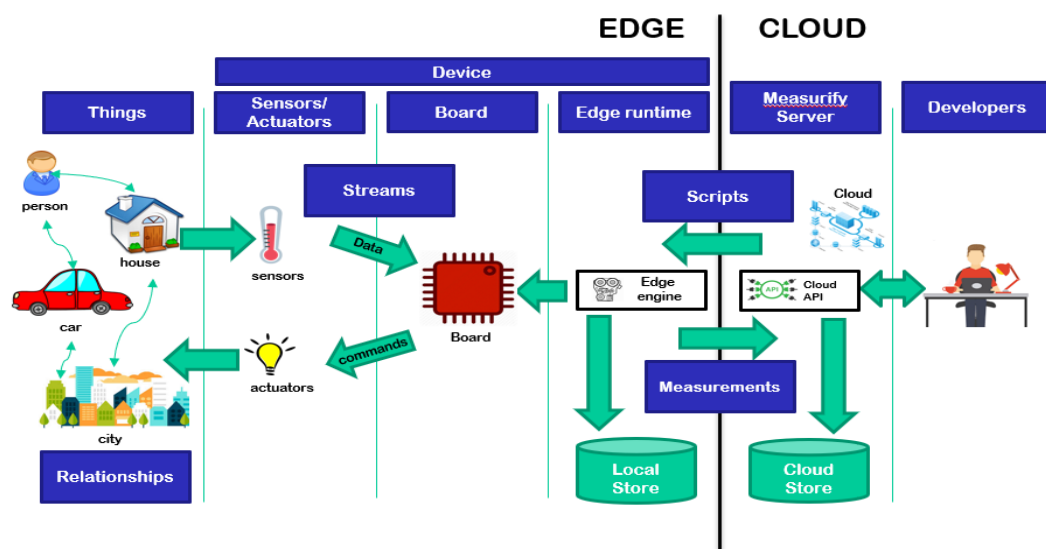 EDGE
CLOUD
Device
Things
Sensors/
Actuators
Board
Edge runtime
Measurify
Server
Developers
Streams
Scripts
Cloud
person
house
Data
sensors
Edge
engine
API
Cloud
API
car
Board
commands
actuators
Measurements
city
Relationships
Local
Store
Cloud
Store